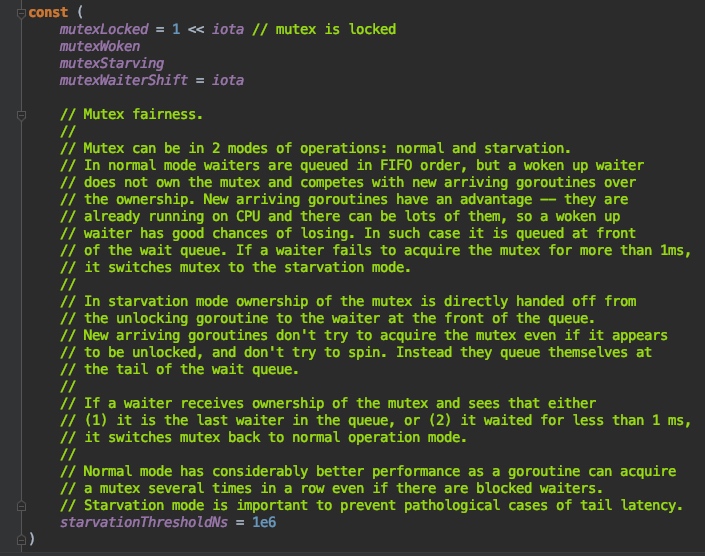 const (
    mutexLocked = 1 << iota // mutex is locked
    mutexWoken
    mutexStarving
    mutexWaiterShift = iota

    // Mutex fairness.
    //
    // Mutex can be in 2 modes of operations: normal and starvation.
    // In normal mode waiters are queued in FIFO order, but a woken up waiter
    // does not own the mutex and competes with new arriving goroutines over
    // the ownership. New arriving goroutines have an advantage -- they are
    // already running on CPU and there can be lots of them, so a woken up
    // waiter has good chances of losing. In such case it is queued at front
    // of the wait queue. If a waiter fails to acquire the mutex for more than 1ms,
    // it switches mutex to the starvation mode.
    //
    // In starvation mode ownership of the mutex is directly handed off from
    // the unlocking goroutine to the waiter at the front of the queue.
    // New arriving goroutines don't try to acquire the mutex even if it appears
    // to be unlocked, and don't try to spin. Instead they queue themselves at
    // the tail of the wait queue.
    //
    // If a waiter receives ownership of the mutex and sees that either
    // (1) it is the last waiter in the queue, or (2) it waited for less than 1 ms,
    // it switches mutex back to normal operation mode.
    //
    // Normal mode has considerably better performance as a goroutine can acquire
    // a mutex several times in a row even if there are blocked waiters.
    // Starvation mode is important to prevent pathological cases of tail latency.
    starvationThresholdNs = 1e6
)